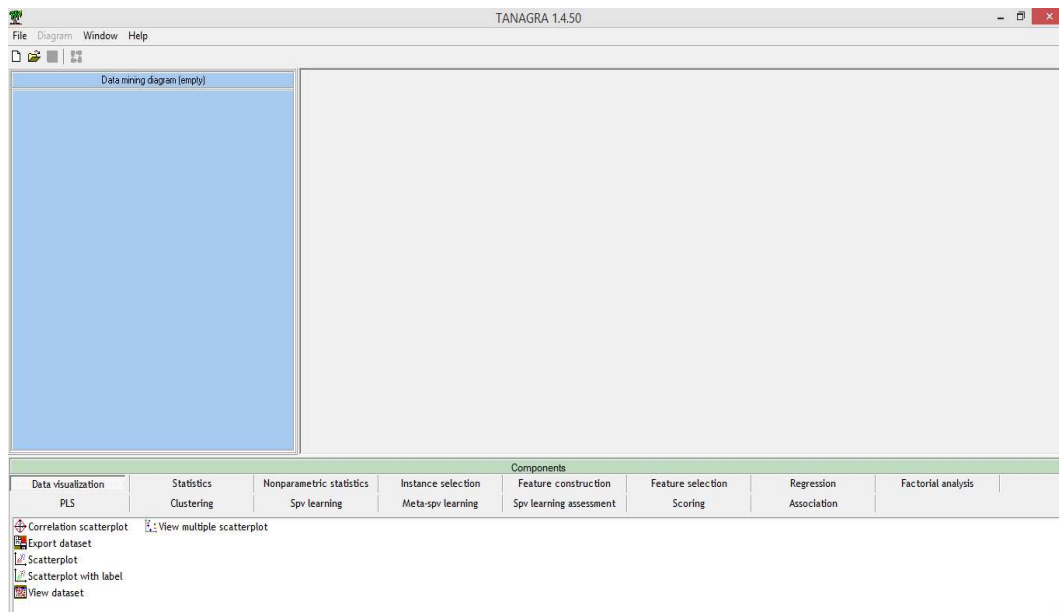 TANAGRA 1.4.50
File Diagram Window Help
Data mining diagram (empty)
Components
Data visualization Statistics Nonparametric statistics Instance selection Feature construction Feature selection Regression Factorial analysis
PLS Clustering Spv learning Meta-spv learning Spv learning assessment Scoring Association
Correlation scatterplot View multiple scatterplot
Export dataset
Scatterplot
Scatterplot with label
View dataset